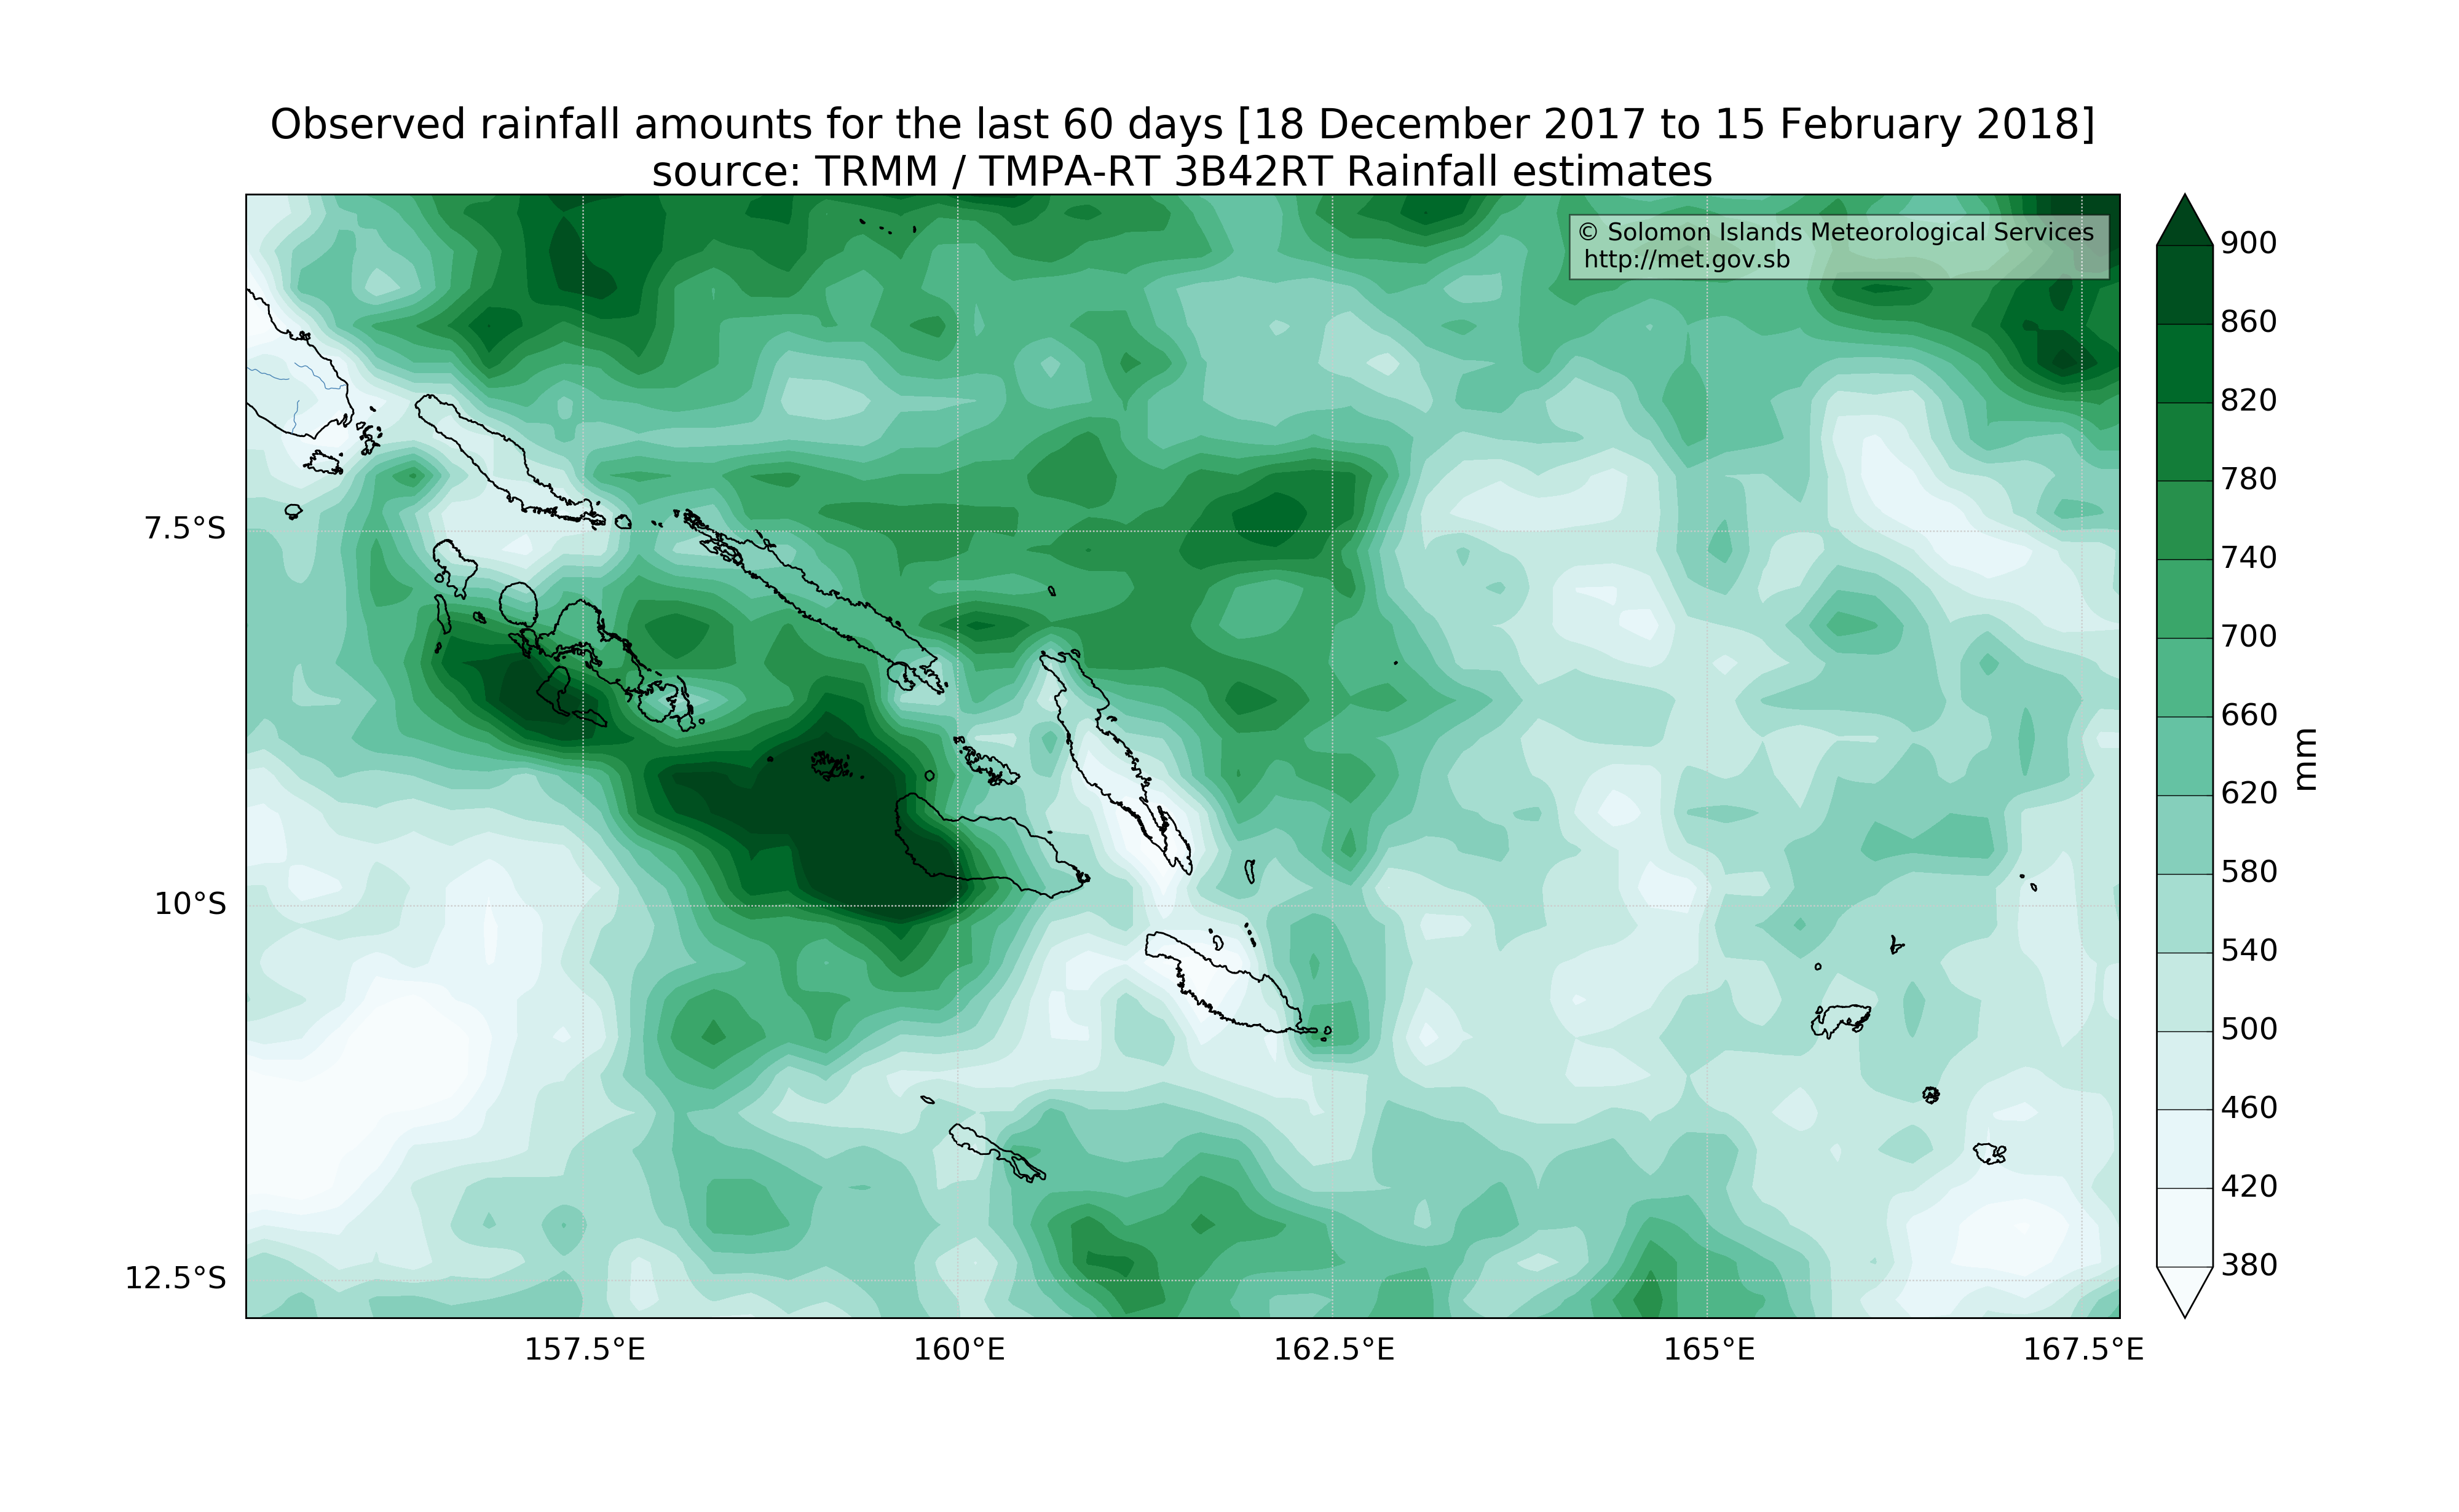 Observed rainfall amounts for the last 60 days [18 December 2017 to 15 February 2018]
source: TRMM / TMPA-RT 3B42RT Rainfall estimates
© Solomon Islands Meteorological Services
http://met.gov.sb
900
860
820
780
740
700
660
620
580
540
500
460
420
380
mm
7.5°S
10°S
12.5°S
157.5°E
160°E
162.5°E
165°E
167.5°E